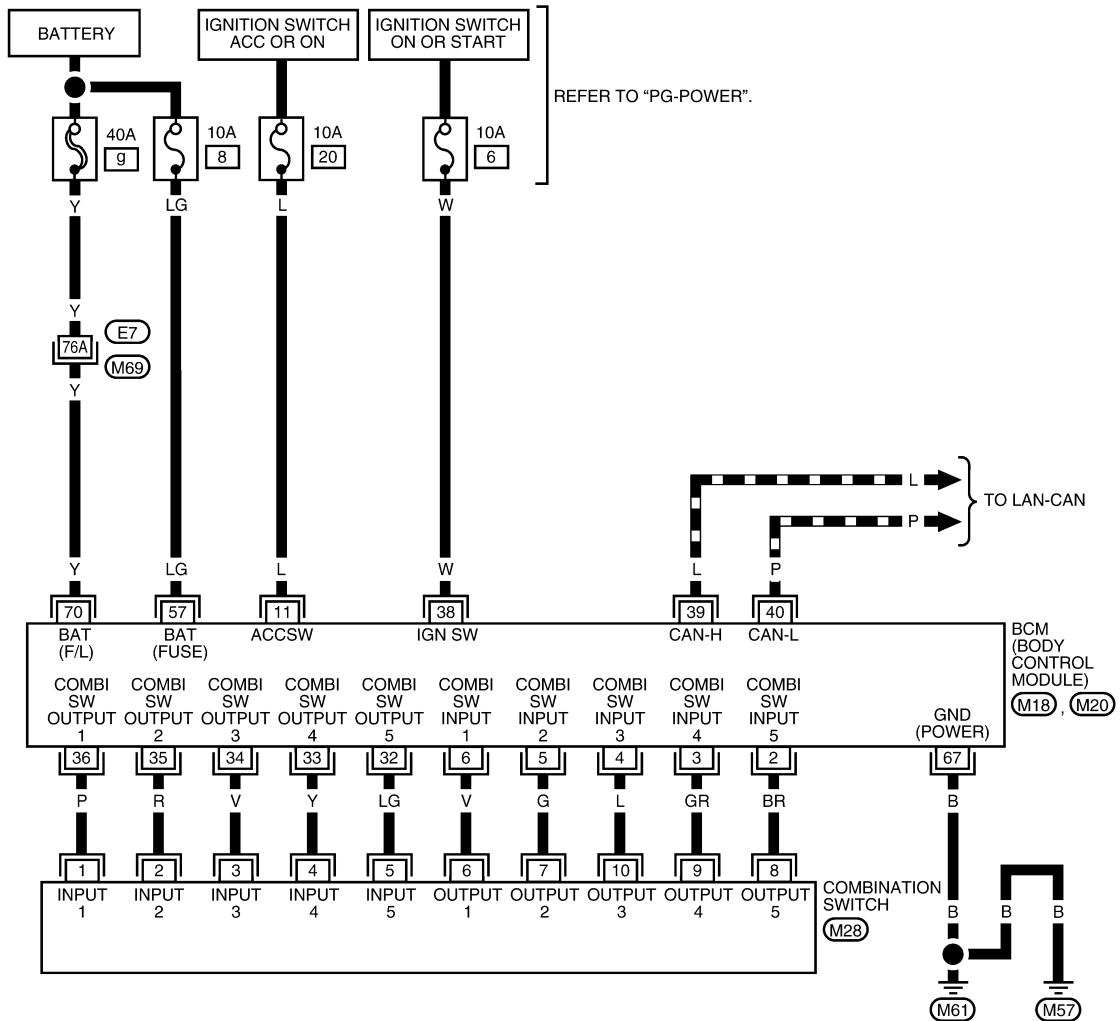 BATTERY
IGNITION SWITCH
ACC OR ON
IGNITION SWITCH
ON OR START
REFER TO “PG-POWER”.
40A
g
10A
8
10A
20
10A
6
Y
LG
L
W
Y
76A
E7
M69
Y
L
P
TO LAN-CAN
Y
LG
L
W
L
P
70
57
11
38
39
40
BAT
(F/L)
BAT
(FUSE)
ACCSW
IGN SW
CAN-H
CAN-L
BCM
(BODY
CONTROL
MODULE)
M18 , M20
COMBI
SW
OUTPUT
1
COMBI
SW
OUTPUT
2
COMBI
SW
OUTPUT
3
COMBI
SW
OUTPUT
4
COMBI
SW
OUTPUT
5
COMBI
SW
INPUT
1
COMBI
SW
INPUT
2
COMBI
SW
INPUT
3
COMBI
SW
INPUT
4
COMBI
SW
INPUT
5
GND
(POWER)
36
35
34
33
32
6
5
4
3
2
67
P
R
V
Y
LG
V
G
L
GR
BR
B
1
2
3
4
5
6
7
10
9
8
INPUT
1
INPUT
2
INPUT
3
INPUT
4
INPUT
5
OUTPUT
1
OUTPUT
2
OUTPUT
3
OUTPUT
4
OUTPUT
5
COMBINATION
SWITCH
M28
B
B
B
M61
M57